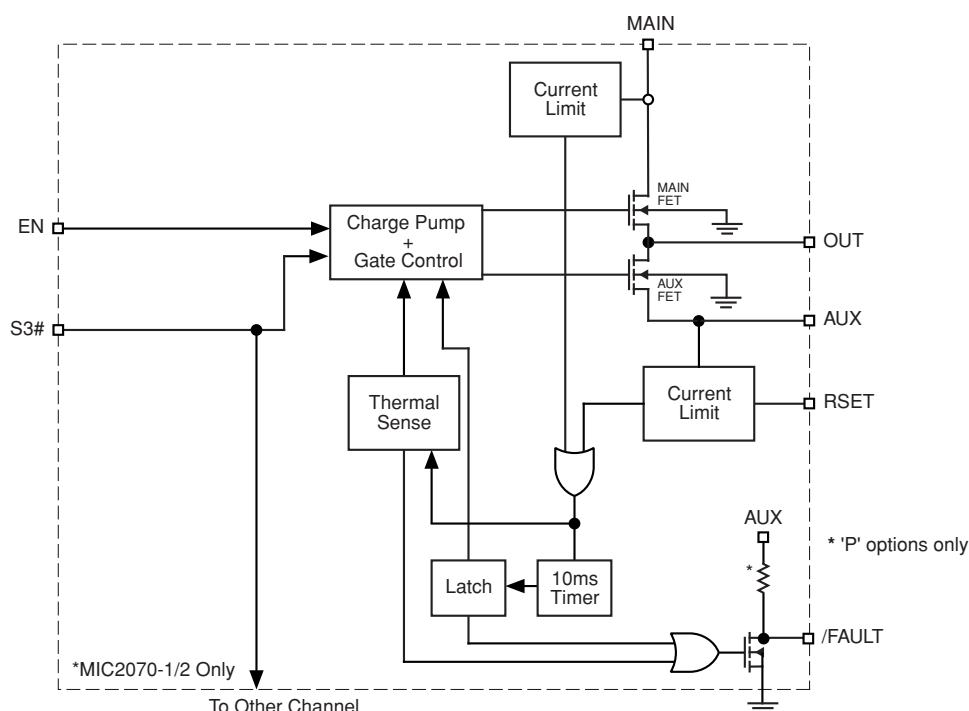 MAIN
Current
Limit
MAIN
FET
EN
Charge Pump
+
Gate Control
OUT
AUX
FET
S3#
AUX
Thermal
Sense
Current
Limit
RSET
AUX
* 'P' options only
*
Latch
10ms
Timer
/FAULT
*MIC2070-1/2 Only
To Other Channel